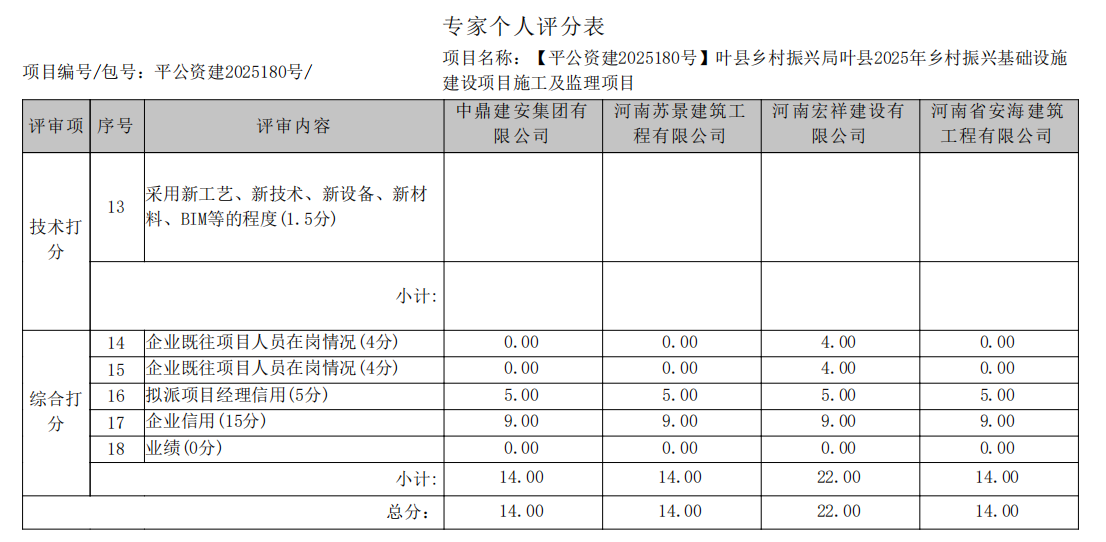 专家个人评分表
项目编号/包号: 平公资建2025180号/
项目名称: 【平公资建2025180号】叶县乡村振兴局叶县2025年乡村振兴基础设施
建设项目施工及监理项目
评审项 序号 评审内容 中鼎建安集团有 河南苏景建筑工 河南宏祥建设有 河南省安海建筑
限公司 程有限公司 限公司 工程有限公司
技术打
分
13 采用新工艺、新技术、新设备、新材
料、BIM等的程度(1.5分)
小计:
综合打
分
14 企业既往项目人员在岗情况(4分) 0.00 0.00 4.00 0.00
15 企业既往项目人员在岗情况(4分) 0.00 0.00 4.00 0.00
16 拟派项目经理信用(5分) 5.00 5.00 5.00 5.00
17 企业信用(15分) 9.00 9.00 9.00 9.00
18 业绩(0分) 0.00 0.00 0.00 0.00
小计: 14.00 14.00 22.00 14.00
总分: 14.00 14.00 22.00 14.00